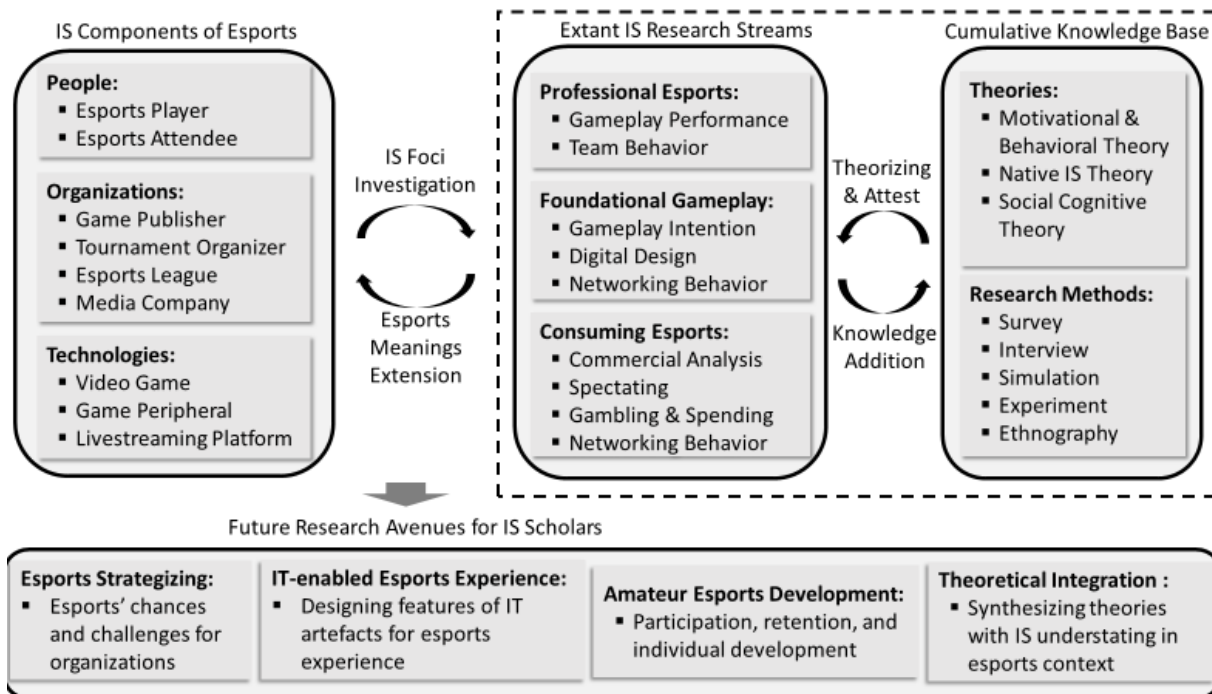 IS Components of Esports
People:
▪ Esports Player
▪ Esports Attendee
Organizations:
▪ Game Publisher
▪ Tournament Organizer
▪ Esports League
▪ Media Company
Technologies:
▪ Video Game
▪ Game Peripheral
▪ Livestreaming Platform
IS Foci
Investigation
Esports
Meanings
Extension
Extant IS Research Streams
Professional Esports:
▪ Gameplay Performance
▪ Team Behavior
Foundational Gameplay:
▪ Gameplay Intention
▪ Digital Design
▪ Networking Behavior
Consuming Esports:
▪ Commercial Analysis
▪ Spectating
▪ Gambling & Spending
▪ Networking Behavior
Theorizing
& Attest
Knowledge
Addition
Cumulative Knowledge Base
Theories:
▪ Motivational &
Behavioral Theory
▪ Native IS Theory
▪ Social Cognitive
Theory
Research Methods:
▪ Survey
▪ Interview
▪ Simulation
▪ Experiment
▪ Ethnography
Future Research Avenues for IS Scholars
Esports Strategizing:
▪ Esports’ chances
and challenges for
organizations
IT-enabled Esports Experience:
▪ Designing features of IT
artefacts for esports
experience
Amateur Esports Development:
▪ Participation, retention, and
individual development
Theoretical Integration :
▪ Synthesizing theories
with IS understating in
esports context